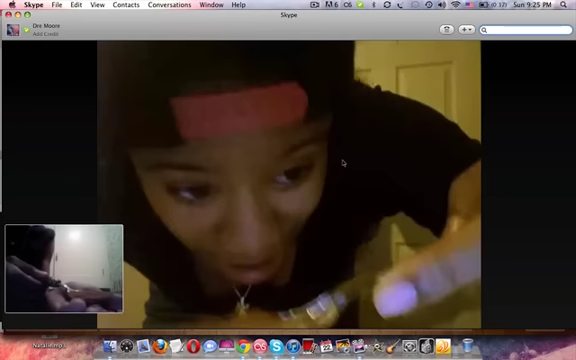 Skype File Edit View Contacts Conversations Window Help
Sun 9:25 PM
Skype
Dre Moore
Add Credit